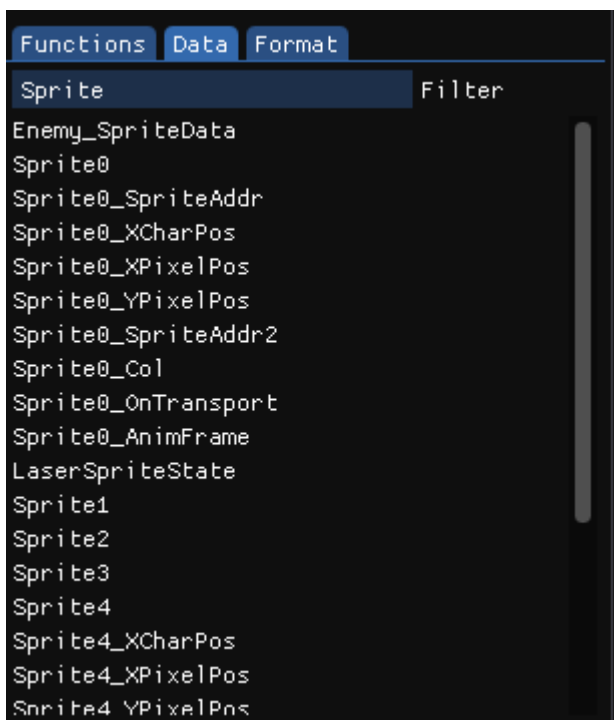 Functions Data Format
Sprite Filter
Enemy_SpriteData
Sprite0
Sprite0_SpriteAddr
Sprite0_XCharPos
Sprite0_XPixelPos
Sprite0_YPixelPos
Sprite0_SpriteAddr2
Sprite0_Col
Sprite0_OnTransport
Sprite0_AnimFrame
LaserSpriteState
Sprite1
Sprite2
Sprite3
Sprite4
Sprite4_XCharPos
Sprite4_XPixelPos
Sprite4_YPixelPos